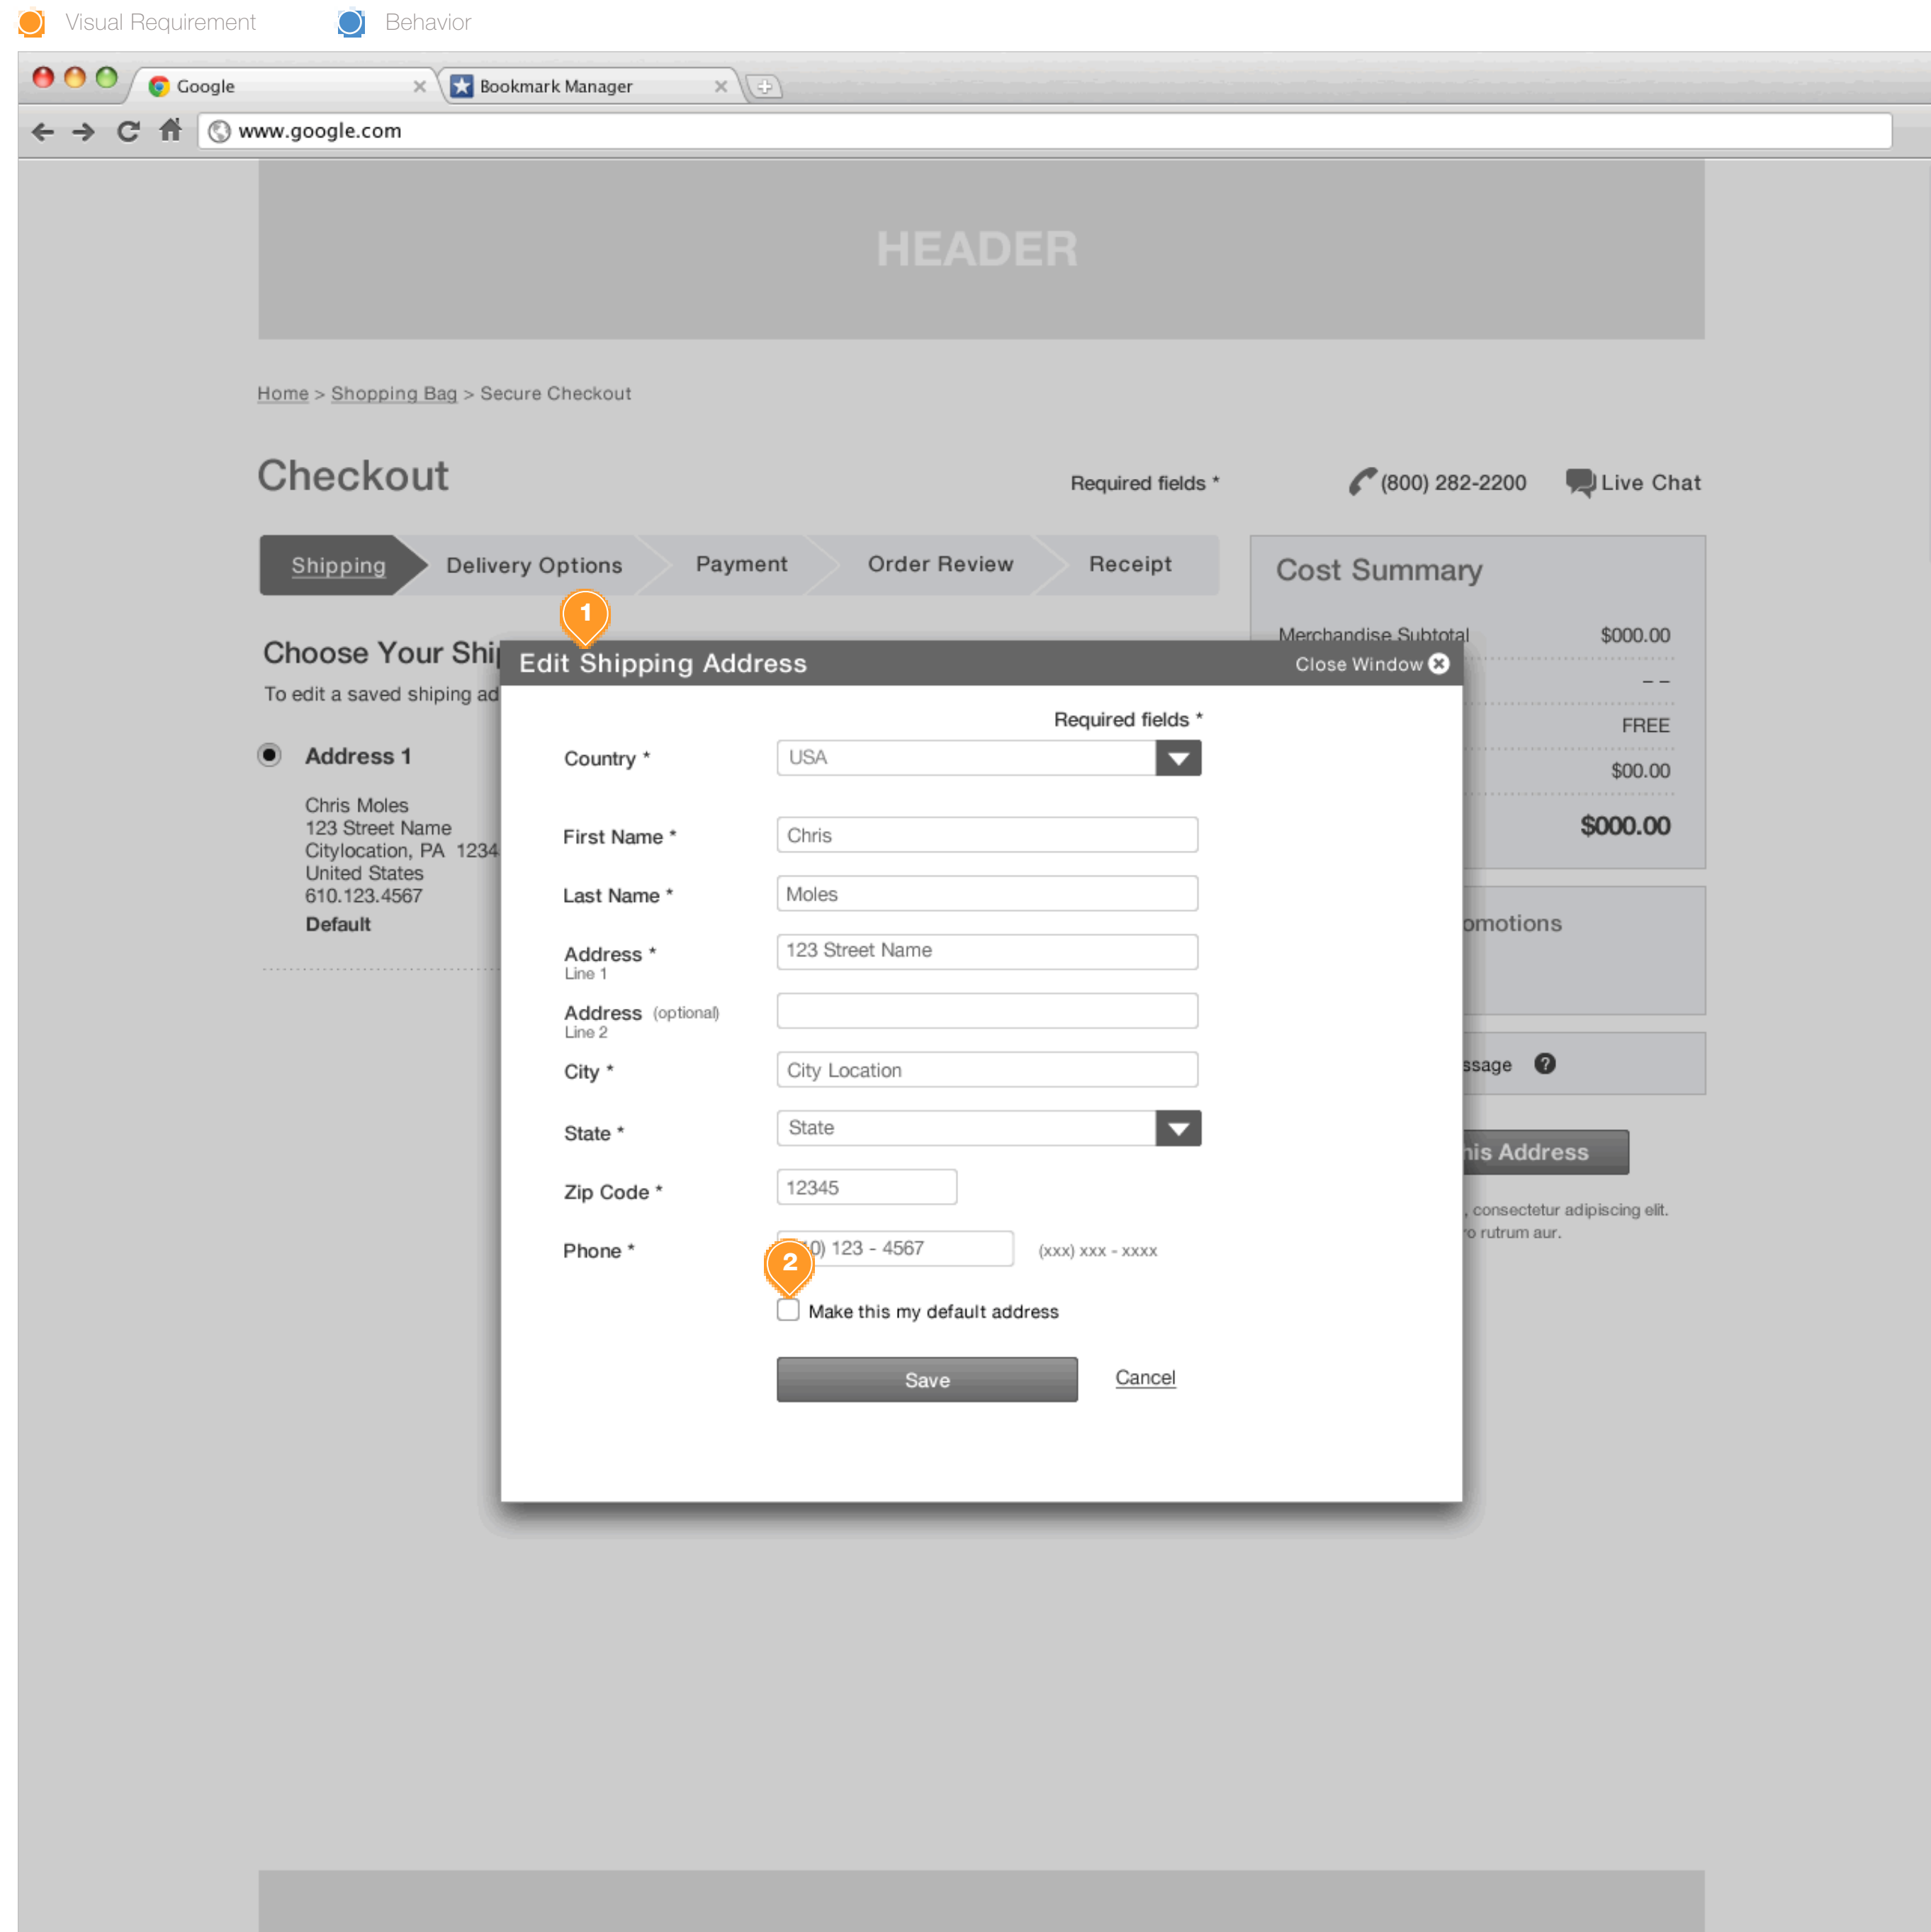 Visual Requirement Behavior
Google Bookmark Manager
www.google.com
HEADER
Home > Shopping Bag > Secure Checkout
Checkout Required fields * (800) 282-2200 Live Chat
Shipping Delivery Options Payment Order Review Receipt
Cost Summary
1
Merchandise Subtotal $000.00
– –
FREE
$00.00
$000.00
Choose Your Shi
To edit a saved shiping ad
Address 1
Chris Moles
123 Street Name
Citylocation, PA 1234
United States
610.123.4567
Default
Edit Shipping Address Close Window
Required fields *
Country * USA
First Name * Chris
Last Name * Moles
Address * 123 Street Name
Line 1
Address (optional)
Line 2
City * City Location
State * State
Zip Code * 12345
Phone * 0) 123 - 4567 (xxx) xxx - xxxx
2
Make this my default address
Save Cancel
omotions
ssage ?
his Address
, consectetur adipiscing elit.
o rutrum aur.